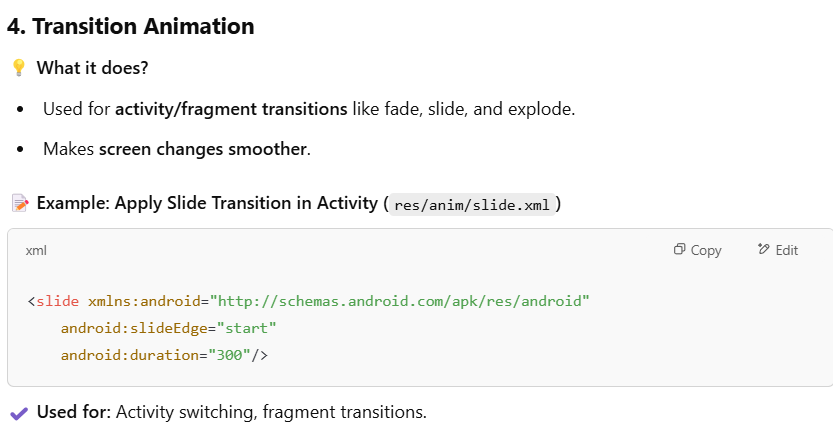 4. Transition Animation
💡 What it does?
• Used for activity/fragment transitions like fade, slide, and explode.
• Makes screen changes smoother.
📝 Example: Apply Slide Transition in Activity (res/anim/slide.xml)
xml Copy Edit
<slide xmlns:android="http://schemas.android.com/apk/res/android"
    android:slideEdge="start"
    android:duration="300"/>
✔ Used for: Activity switching, fragment transitions.